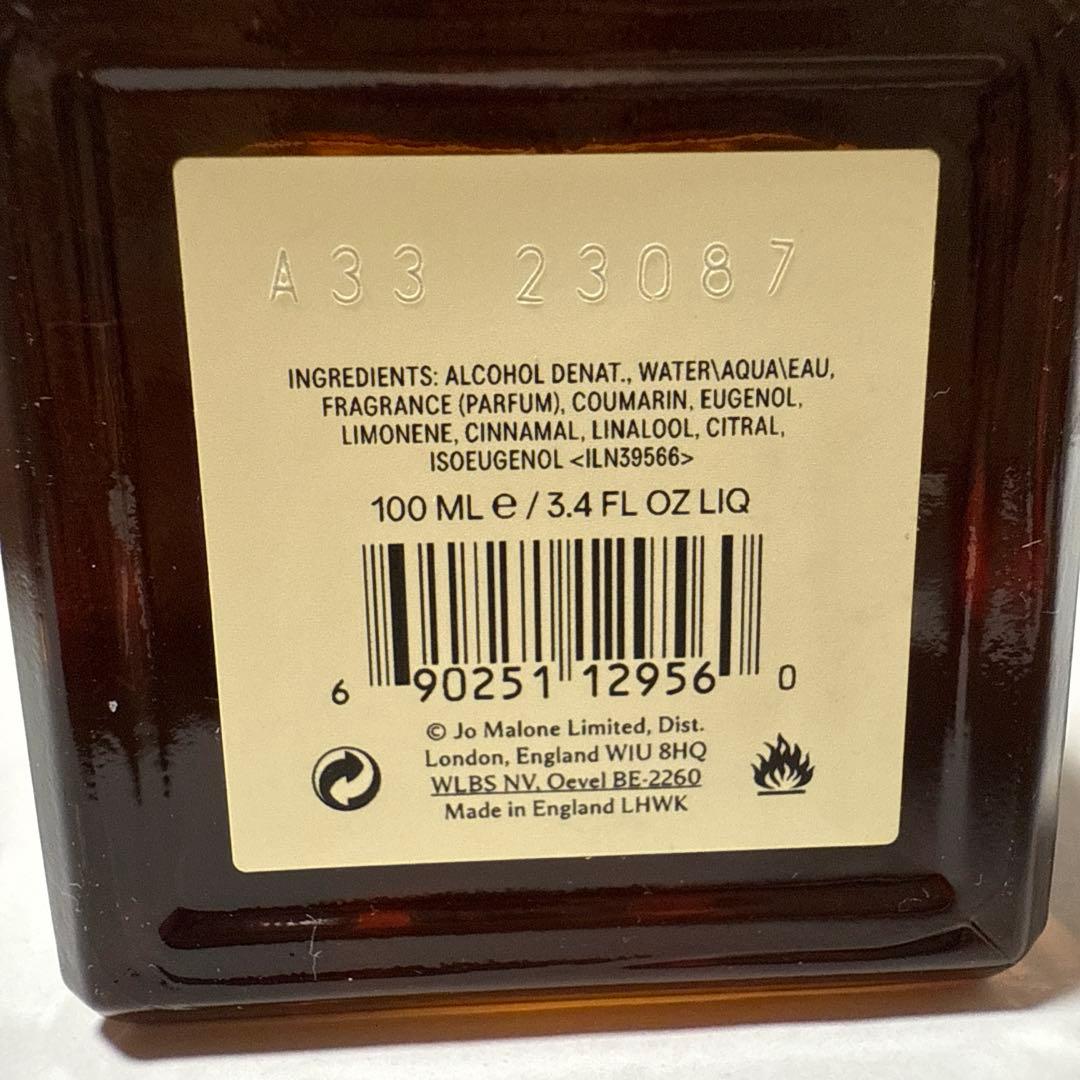 A33 23087
INGREDIENTS: ALCOHOL DENAT., WATER\AQUA\EAU,
FRAGRANCE (PARFUM), COUMARIN, EUGENOL,
LIMONENE, CINNAMAL, LINALOOL, CITRAL,
ISOEUGENOL <ILN39566>
100 ML ℮ / 3.4 FL OZ LIQ
6 90251 12956 0
© Jo Malone Limited, Dist.
London, England W1U 8HQ
WLBS NV, Oevel BE-2260
Made in England LHWK